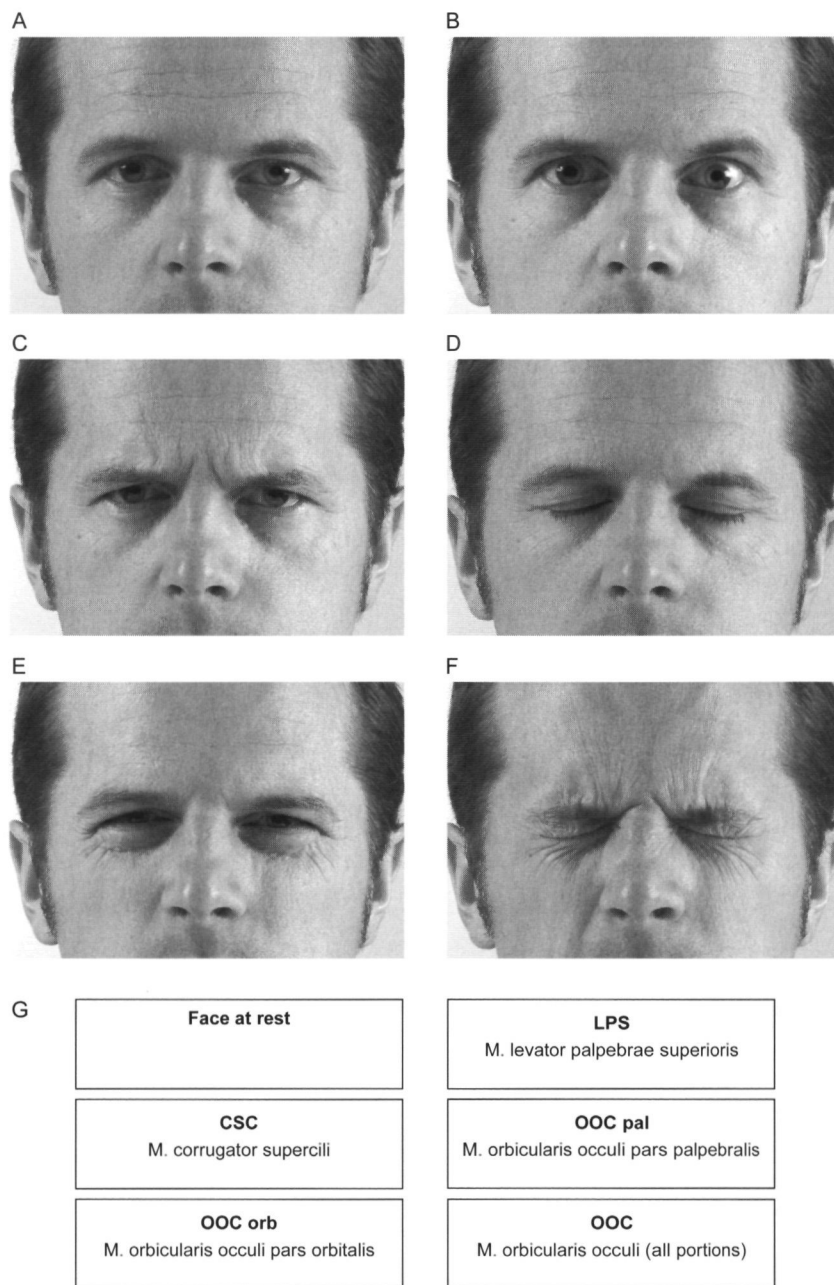 A
B
C
D
E
F
G
Face at rest
LPS
M. levator palpebrae superioris
CSC
M. corrugator supercili
OOC pal
M. orbicularis occuli pars palpebralis
OOC orb
M. orbicularis occuli pars orbitalis
OOC
M. orbicularis occuli (all portions)